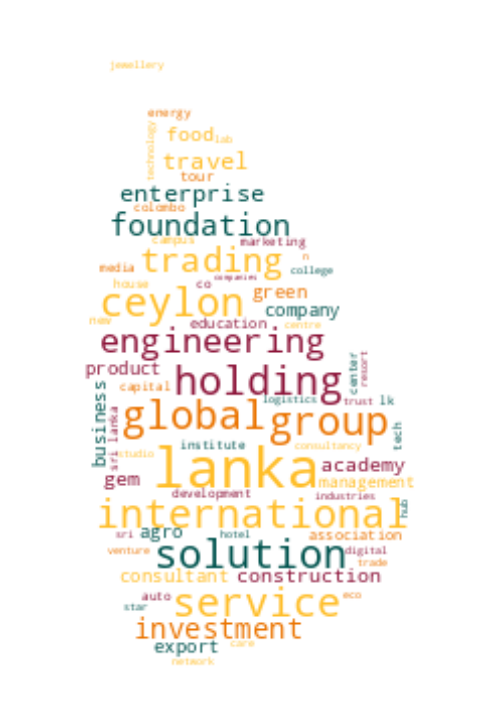 jewellery
energy
technology
food lab
travel
tour
enterprise
colombo
foundation
campus marketing
trading n
media companies college
house co green
ceylon company
new education centre
engineering
product holding center resort
capital logistics trust lk
business sri lanka global group tech
institute consultancy
studio lanka academy
gem management
development industries
international hub
sri agro hotel association
venture solution digital
trade
consultant construction
auto service eco
star
investment
export care
network